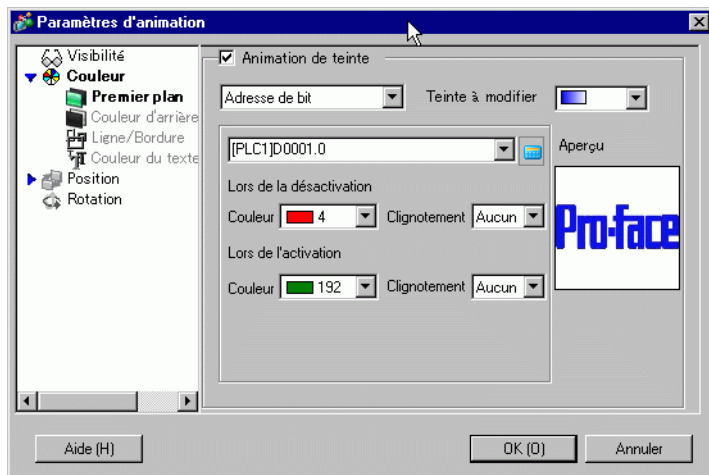 Paramètres d'animation
Visibilité
Couleur
Premier plan
Couleur d'arrière
Ligne/Bordure
Couleur du texte
Position
Rotation
Animation de teinte
Adresse de bit
Teinte à modifier
[PLC1]D0001.0
Aperçu
Lors de la désactivation
Couleur 4 Clignotement Aucun
Lors de l'activation
Couleur 192 Clignotement Aucun
Pro-face
Aide (H)
OK (O)
Annuler